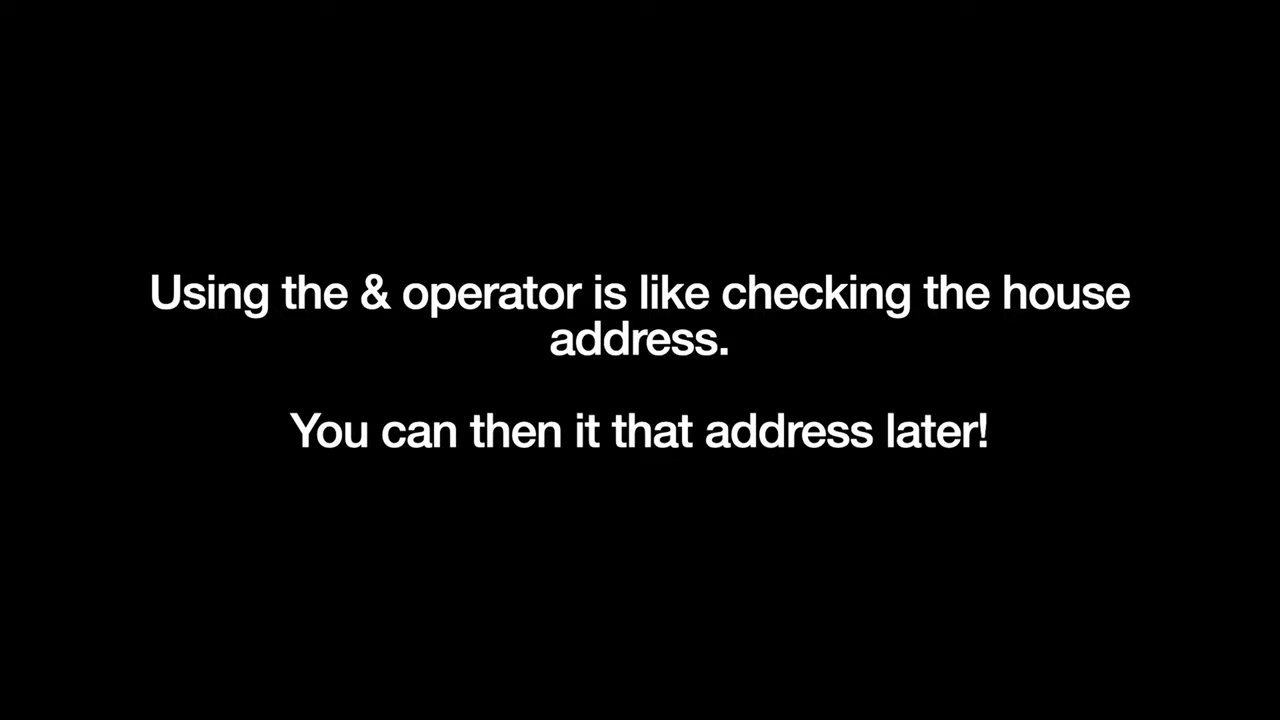 Using the & operator is like checking the house
address.
You can then it that address later!